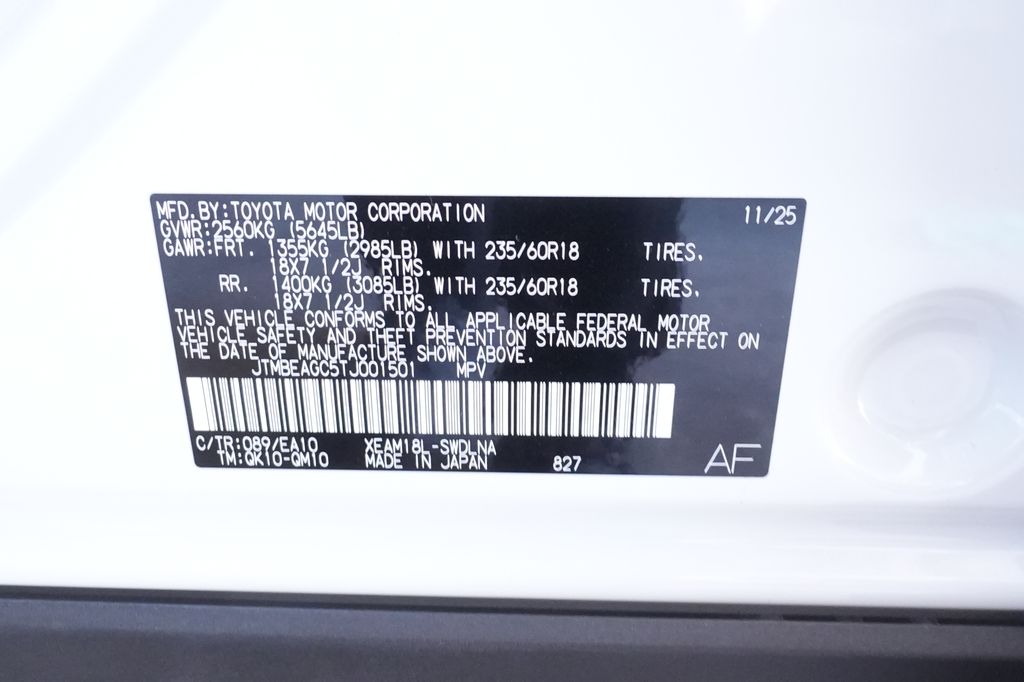 MFD.BY:TOYOTA MOTOR CORPORATION 11/25
GVWR:2560KG (5645LB)
GAWR:FRT. 1355KG (2985LB) WITH 235/60R18 TIRES.
18X7 1/2J RIMS.
RR. 1400KG (3085LB) WITH 235/60R18 TIRES.
18X7 1/2J RIMS.
THIS VEHICLE CONFORMS TO ALL APPLICABLE FEDERAL MOTOR
VEHICLE SAFETY AND THEFT PREVENTION STANDARDS IN EFFECT ON
THE DATE OF MANUFACTURE SHOWN ABOVE.
JTMBEAGC5TJ001501 MPV
C/TR:089/EA10 XEAM18L-SWDLNA
TM:QK10-QM10 MADE IN JAPAN 827 AF